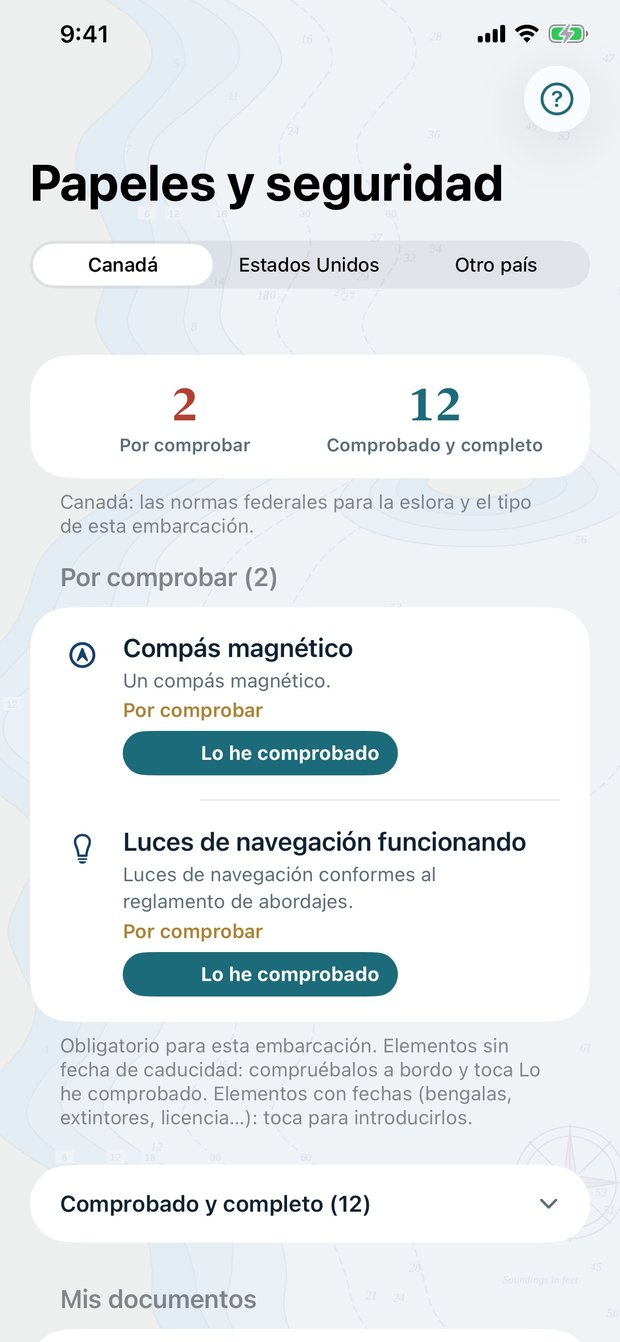 9:41
Papeles y seguridad
Canadá
Estados Unidos
Otro país
2
12
Por comprobar
Comprobado y completo
Canadá: las normas federales para la eslora y el tipo
de esta embarcación.
Por comprobar (2)
Compás magnético
Un compás magnético.
Por comprobar
Lo he comprobado
Luces de navegación funcionando
Luces de navegación conformes al
reglamento de abordajes.
Por comprobar
Lo he comprobado
Obligatorio para esta embarcación. Elementos sin
fecha de caducidad: compruébalos a bordo y toca Lo
he comprobado. Elementos con fechas (bengalas,
extintores, licencia...): toca para introducirlos.
Comprobado y completo (12)
Soundings in feet
Mis documentos